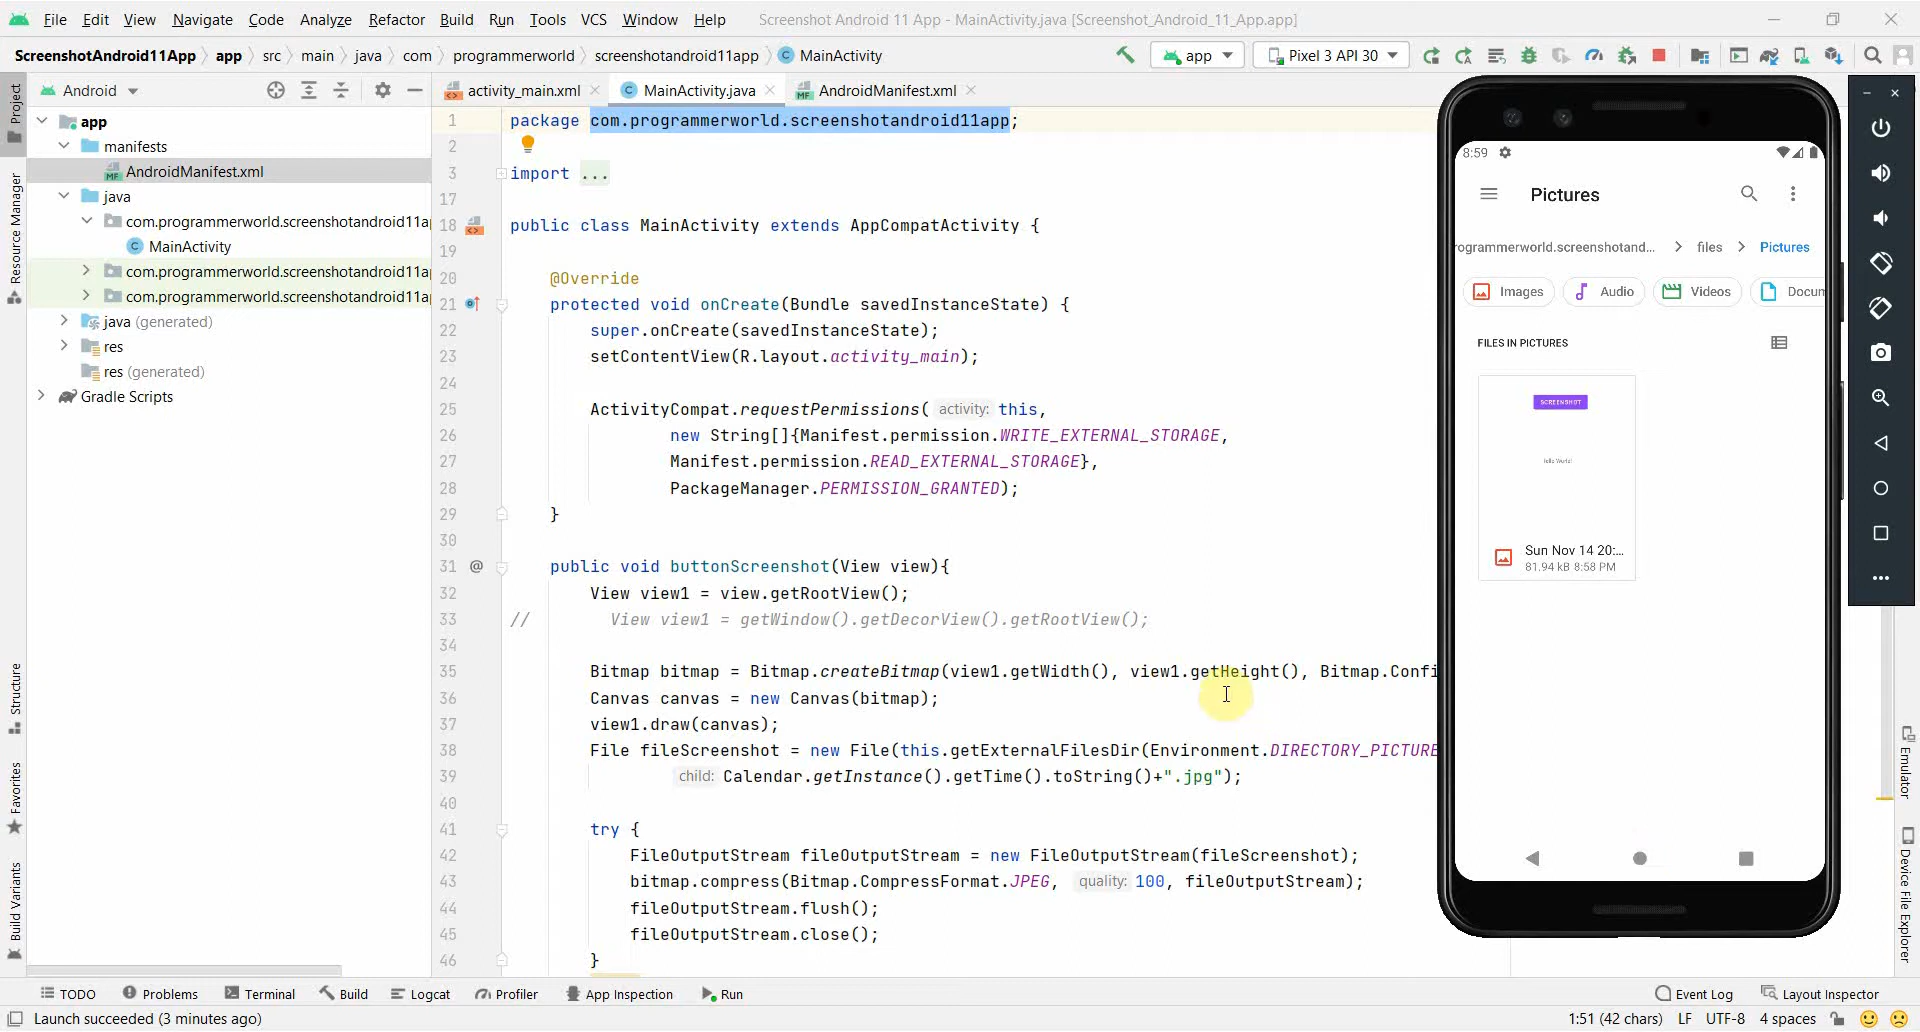 File Edit View Navigate Code Analyze Refactor Build Run Tools VCS Window Help Screenshot Android 11 App - MainActivity.java [Screenshot_Android_11_App.app]
ScreenshotAndroid11App app src main java com programmerworld screenshotandroid11app MainActivity app Pixel 3 API 30
Android
activity_main.xml MainActivity.java AndroidManifest.xml
Project
Resource Manager
Structure
Favorites
Build Variants
app
manifests
AndroidManifest.xml
java
com.programmerworld.screenshotandroid11a
MainActivity
com.programmerworld.screenshotandroid11a
com.programmerworld.screenshotandroid11a
java (generated)
res
res (generated)
Gradle Scripts
1 package com.programmerworld.screenshotandroid11app;
2
3 import ...
17
18 public class MainActivity extends AppCompatActivity {
19
20 @Override
21 protected void onCreate(Bundle savedInstanceState) {
22 super.onCreate(savedInstanceState);
23 setContentView(R.layout.activity_main);
24
25 ActivityCompat.requestPermissions( activity: this,
26 new String[]{Manifest.permission.WRITE_EXTERNAL_STORAGE,
27 Manifest.permission.READ_EXTERNAL_STORAGE},
28 PackageManager.PERMISSION_GRANTED);
29 }
30
31 public void buttonScreenshot(View view){
32 View view1 = view.getRootView();
33 // View view1 = getWindow().getDecorView().getRootView();
34
35 Bitmap bitmap = Bitmap.createBitmap(view1.getWidth(), view1.getHeight(), Bitmap.Confi
36 Canvas canvas = new Canvas(bitmap);
37 view1.draw(canvas);
38 File fileScreenshot = new File(this.getExternalFilesDir(Environment.DIRECTORY_PICTURE
39 child: Calendar.getInstance().getTime().toString()+".jpg");
40
41 try {
42 FileOutputStream fileOutputStream = new FileOutputStream(fileScreenshot);
43 bitmap.compress(Bitmap.CompressFormat.JPEG, quality: 100, fileOutputStream);
44 fileOutputStream.flush();
45 fileOutputStream.close();
46 }
8:59
Pictures
rogrammerworld.screenshotand... files Pictures
Images Audio Videos Docum
FILES IN PICTURES
SCREENSHOT
Hello World!
Sun Nov 14 20:...
81.94 kB 8:58 PM
Emulator
Device File Explorer
TODO Problems Terminal Build Logcat Profiler App Inspection Run Event Log Layout Inspector
Launch succeeded (3 minutes ago) 1:51 (42 chars) LF UTF-8 4 spaces